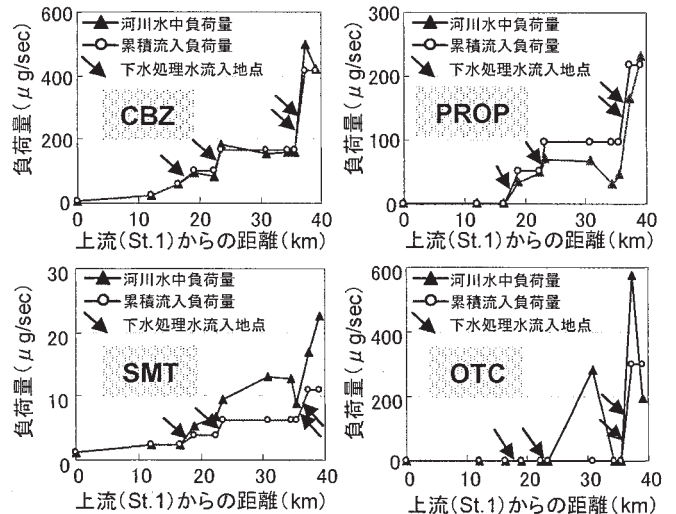 600
400
200
0
負荷量(μg/sec)
河川水中負荷量
累積流入負荷量
下水処理水流入地点
CBZ
0 10 20 30 40
上流(St.1)からの距離(km)
300
200
100
0
負荷量(μg/sec)
河川水中負荷量
累積流入負荷量
下水処理水流入地点
PROP
0 10 20 30 40
上流(St.1)からの距離(km)
30
20
10
0
負荷量(μg/sec)
河川水中負荷量
累積流入負荷量
下水処理水流入地点
SMT
0 10 20 30 40
上流(St.1)からの距離(km)
600
400
200
0
負荷量(μg/sec)
河川水中負荷量
累積流入負荷量
下水処理水流入地点
OTC
0 10 20 30 40
上流(St.1)からの距離(km)